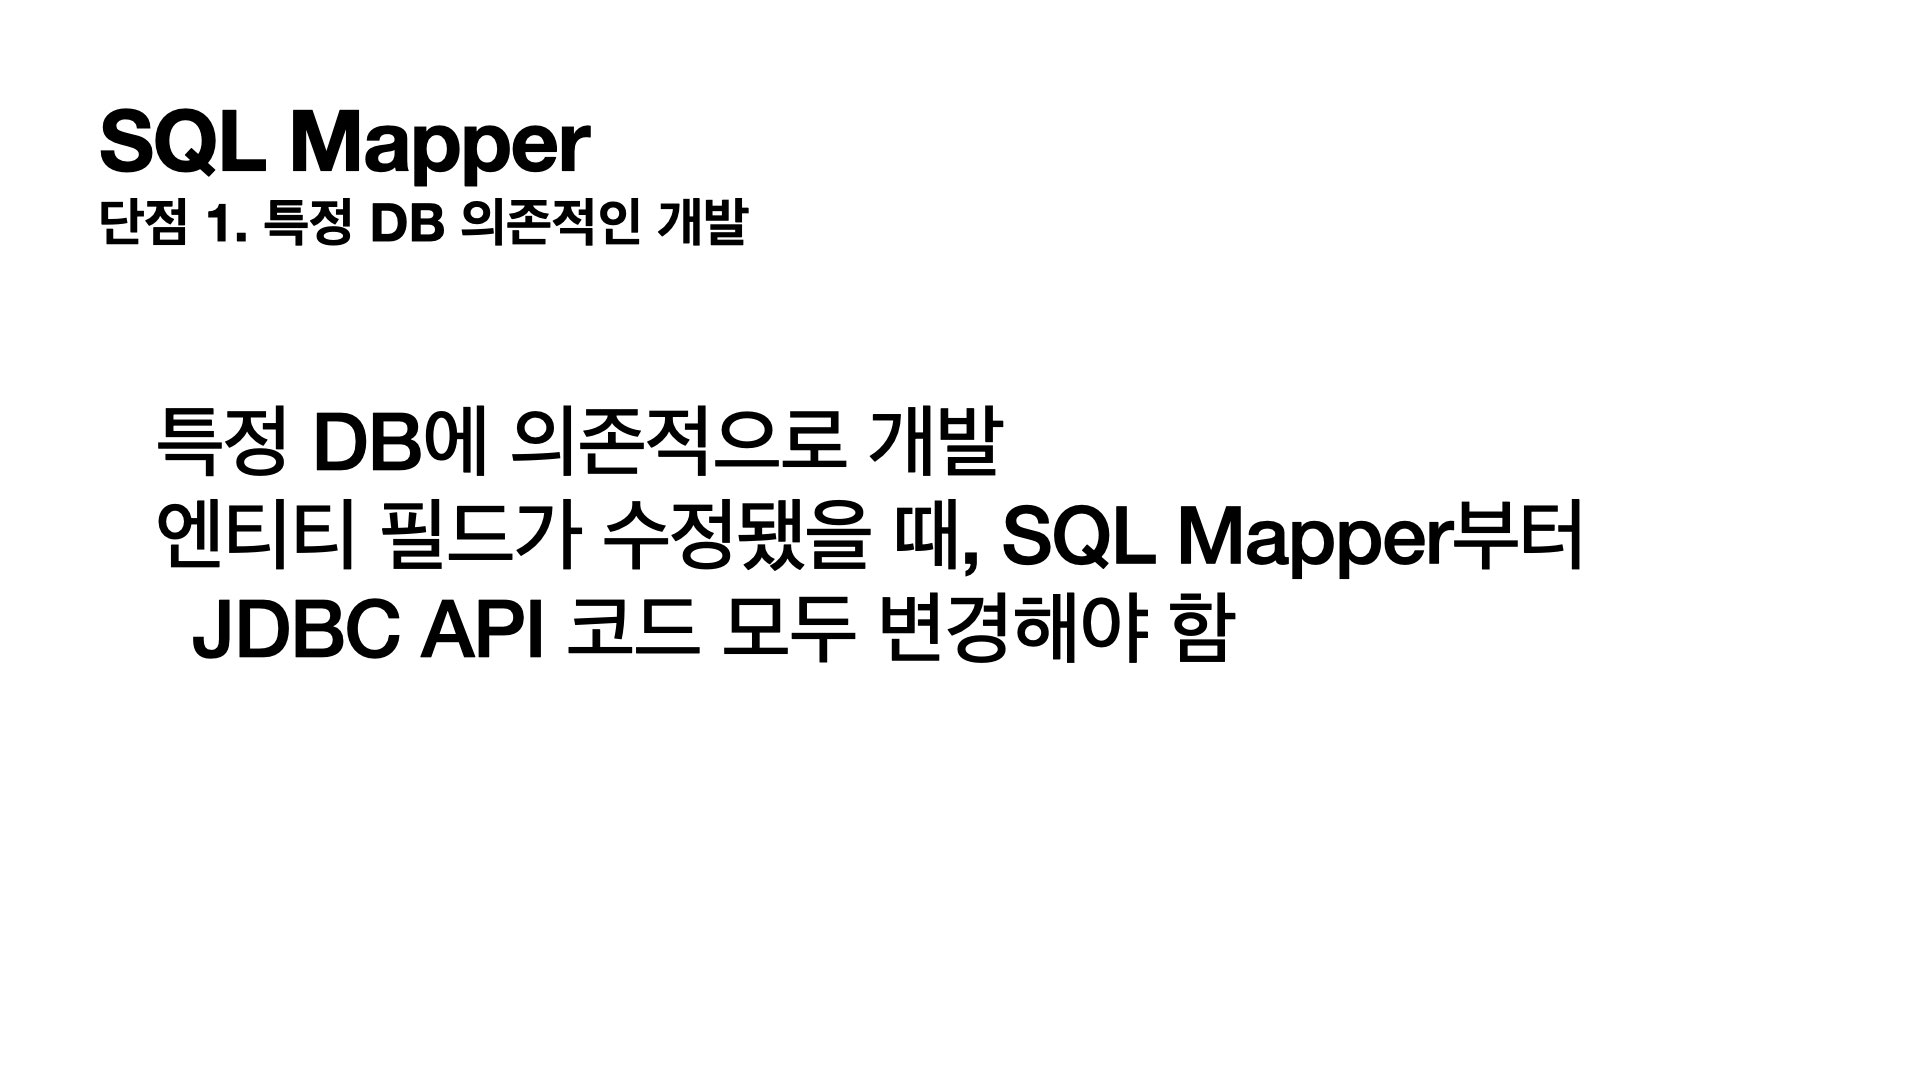 SQL Mapper
단점 1. 특정 DB 의존적인 개발
특정 DB에 의존적으로 개발
엔티티 필드가 수정됐을 때, SQL Mapper부터
JDBC API 코드 모두 변경해야 함